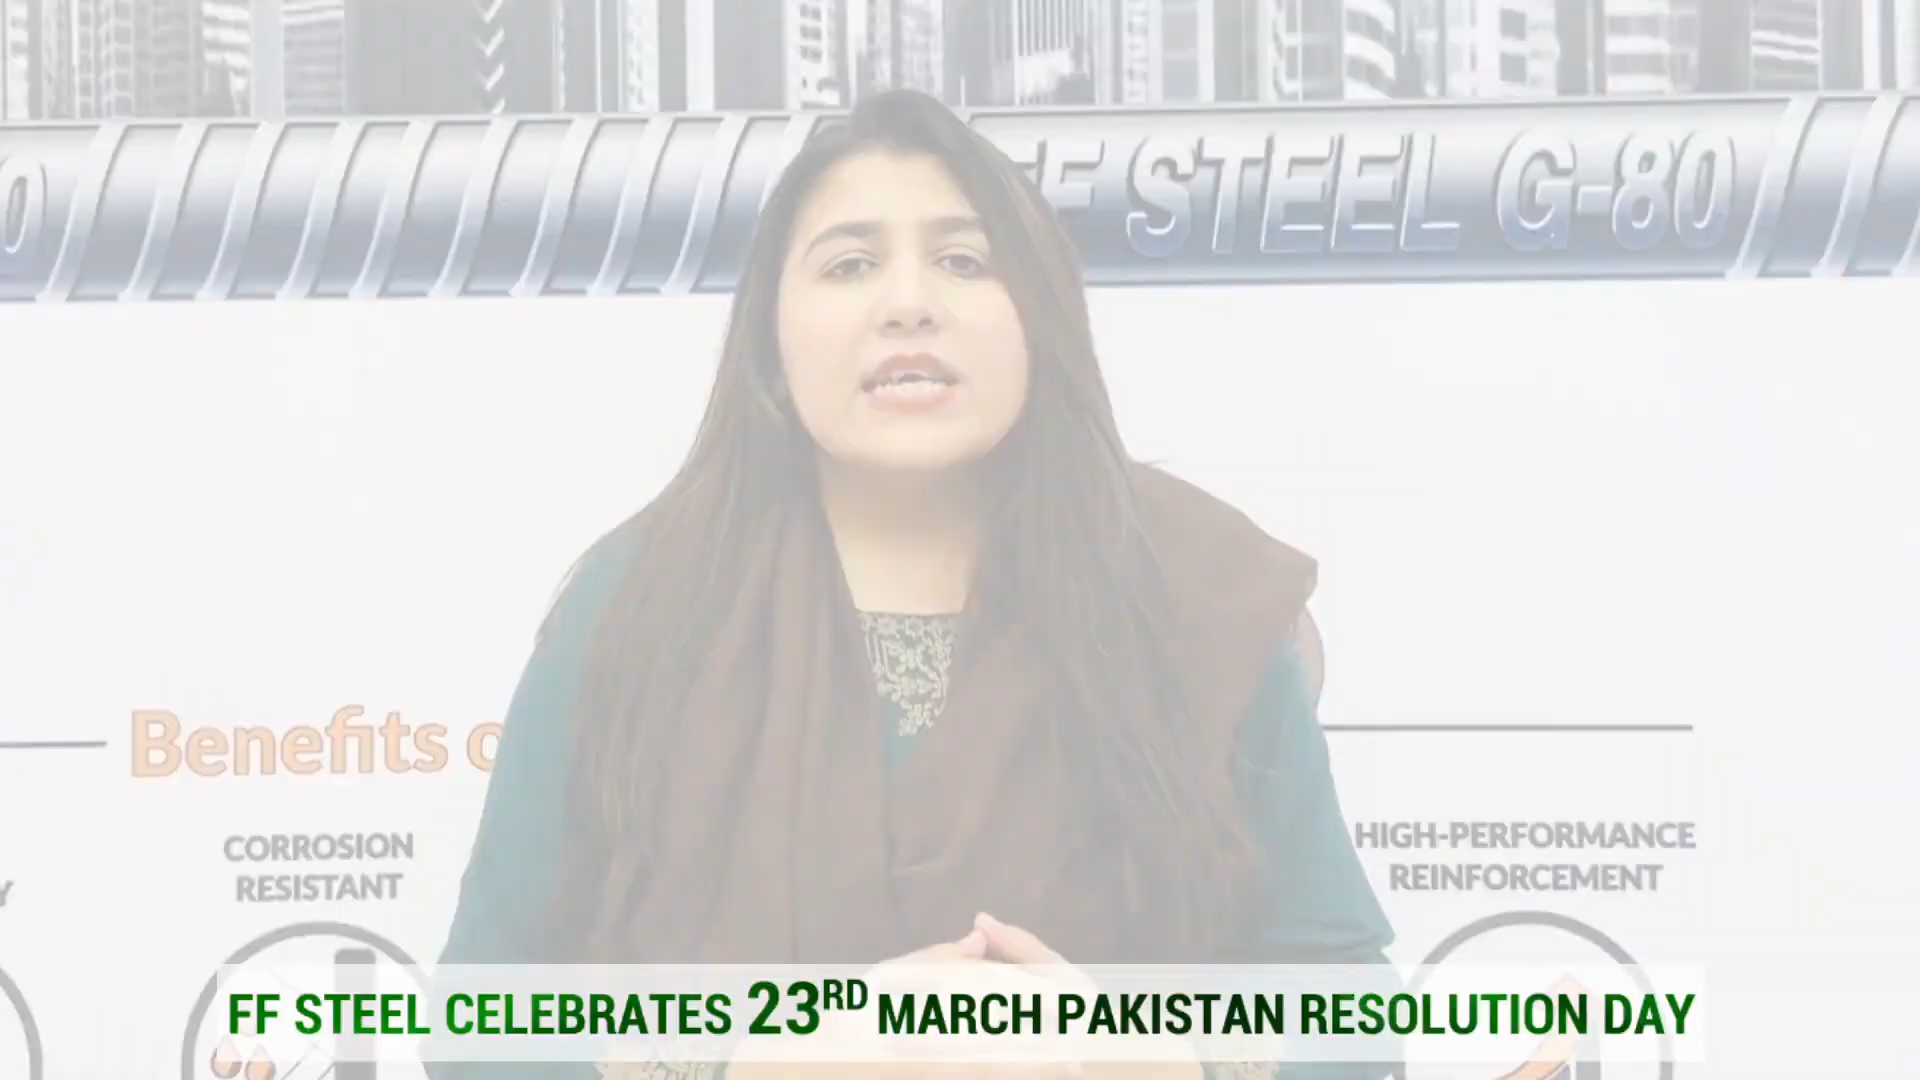 FF STEEL G-80
Benefits
CORROSION
RESISTANT
HIGH-PERFORMANCE
REINFORCEMENT
FF STEEL CELEBRATES 23RD MARCH PAKISTAN RESOLUTION DAY